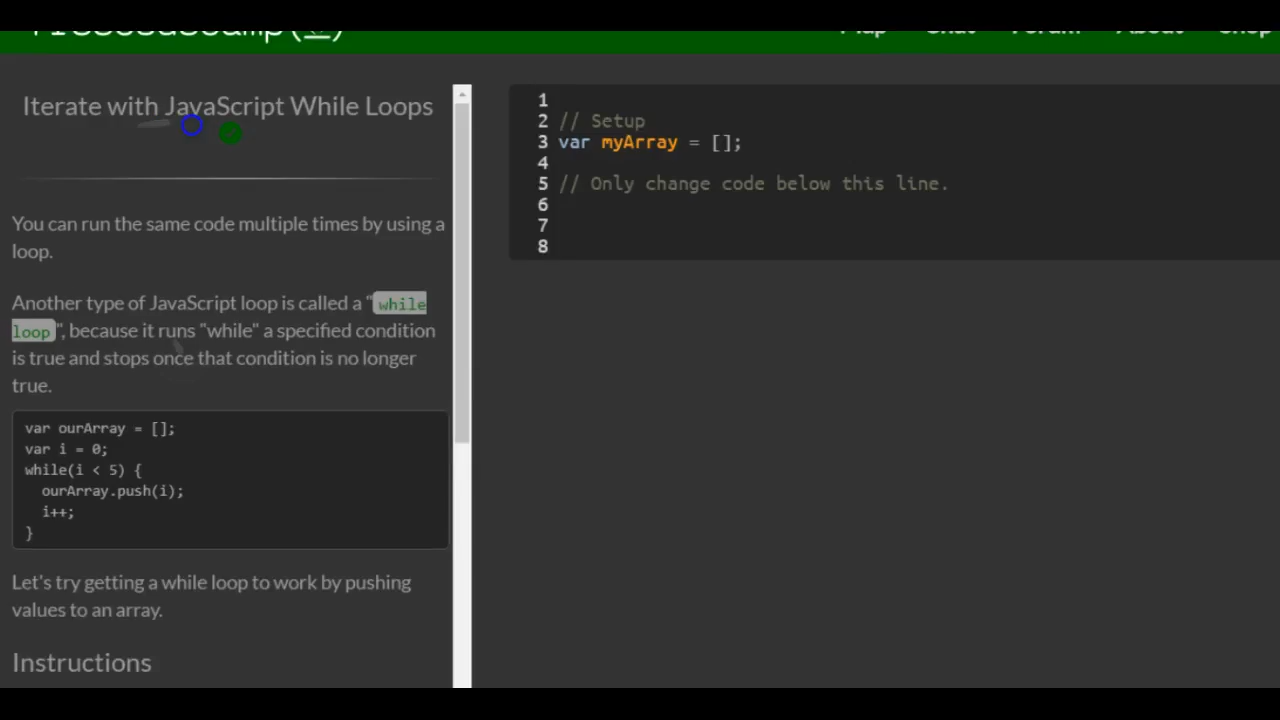 Map Chat Forum About Shop
Iterate with JavaScript While Loops
You can run the same code multiple times by using a
loop.
Another type of JavaScript loop is called a "while
loop", because it runs "while" a specified condition
is true and stops once that condition is no longer
true.
var ourArray = [];
var i = 0;
while(i < 5) {
  ourArray.push(i);
  i++;
}
Let's try getting a while loop to work by pushing
values to an array.
Instructions
1
2 // Setup
3 var myArray = [];
4
5 // Only change code below this line.
6
7
8